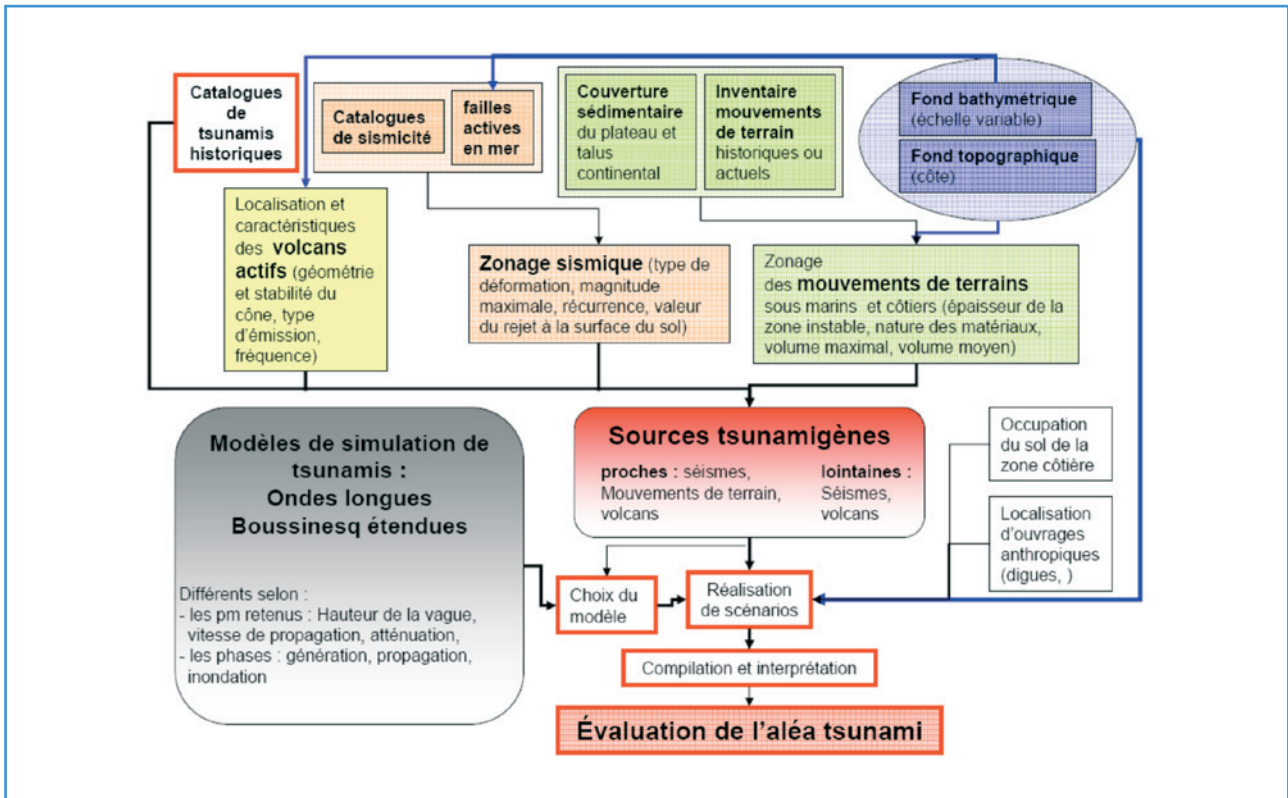 Catalogues
de
tsunamis
historiques
Catalogues
de sismicité
failles
actives
en mer
Couverture
sédimentaire
du plateau et
talus
continental
Inventaire
mouvements
de terrain
historiques ou
actuels
Fond bathymétrique
(échelle variable)
Fond topographique
(côte)
Localisation et
caractéristiques
des volcans
actifs (géométrie
et stabilité du
cône, type
d'émission,
fréquence)
Zonage sismique (type de
déformation, magnitude
maximale, récurrence, valeur
du rejet à la surface du sol)
Zonage
des mouvements de terrains
sous marins et côtiers (épaisseur de la
zone instable, nature des matériaux,
volume maximal, volume moyen)
Modèles de simulation de
tsunamis :
Ondes longues
Boussinesq étendues
Différents selon :
- les pm retenus : Hauteur de la vague,
vitesse de propagation, atténuation,
- les phases : génération, propagation,
inondation
Sources tsunamigènes
proches : séismes,
Mouvements de terrain,
volcans
lointaines :
Séismes,
volcans
Occupation
du sol de la
zone côtière
Localisation
d'ouvrages
anthropiques
(digues, )
Choix du
modèle
Réalisation
de scénarios
Compilation et interprétation
Évaluation de l'aléa tsunami